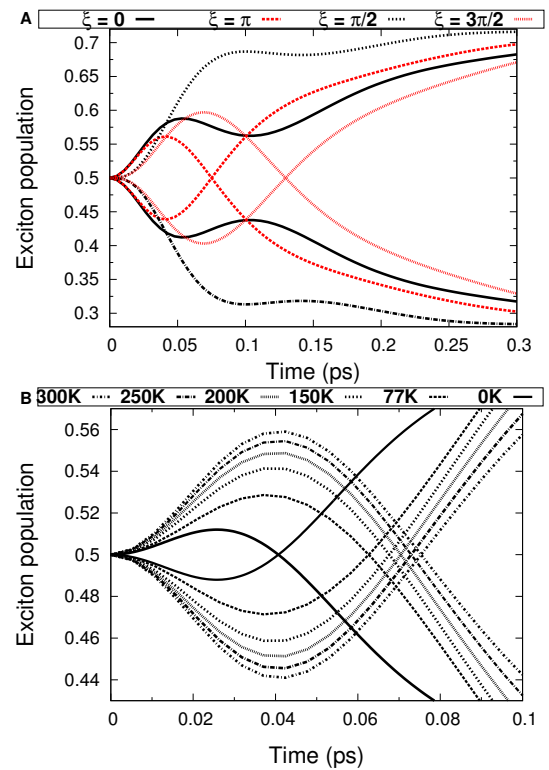 A ξ = 0 ξ = π ξ = π/2 ξ = 3π/2
0.7
0.65
0.6
0.55
0.5
0.45
0.4
0.35
0.3
Exciton population
0 0.05 0.1 0.15 0.2 0.25 0.3
Time (ps)
B 300K 250K 200K 150K 77K 0K
0.56
0.54
0.52
0.5
0.48
0.46
0.44
Exciton population
0 0.02 0.04 0.06 0.08 0.1
Time (ps)